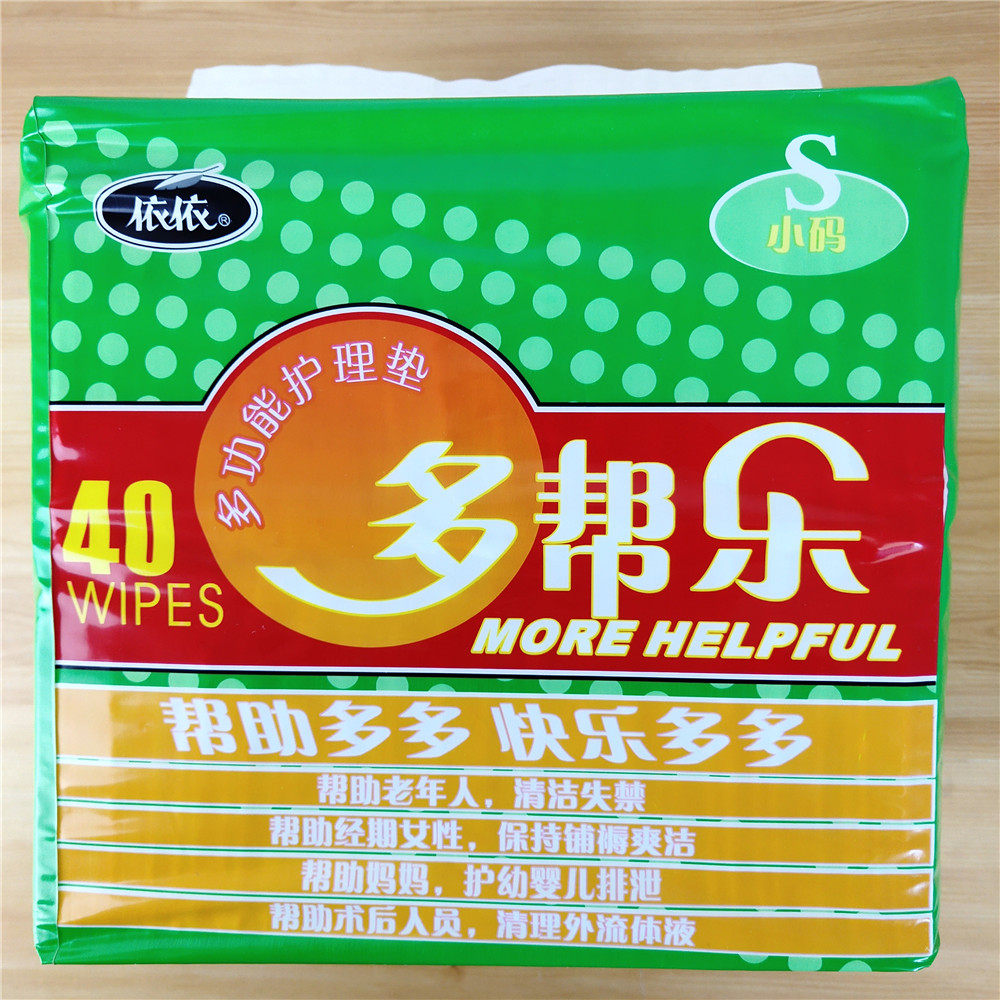 依依®
S
小码
多功能护理垫
多帮乐
40
WIPES
MORE HELPFUL
帮助多多 快乐多多
帮助老年人，清洁失禁
帮助经期女性，保持铺褥爽洁
帮助妈妈，护幼婴儿排泄
帮助术后人员，清理外流体液